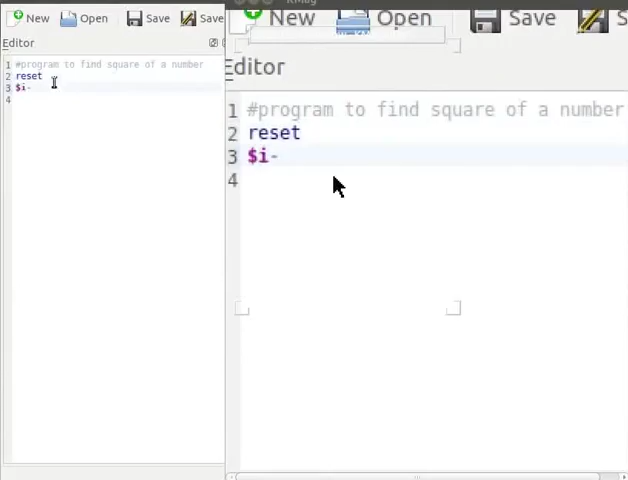 New Open Save Save
Editor
1 #program to find square of a number
2 reset
3 $i-
4
New Open Save S
Editor
1 #program to find square of a number
2 reset
3 $i-
4